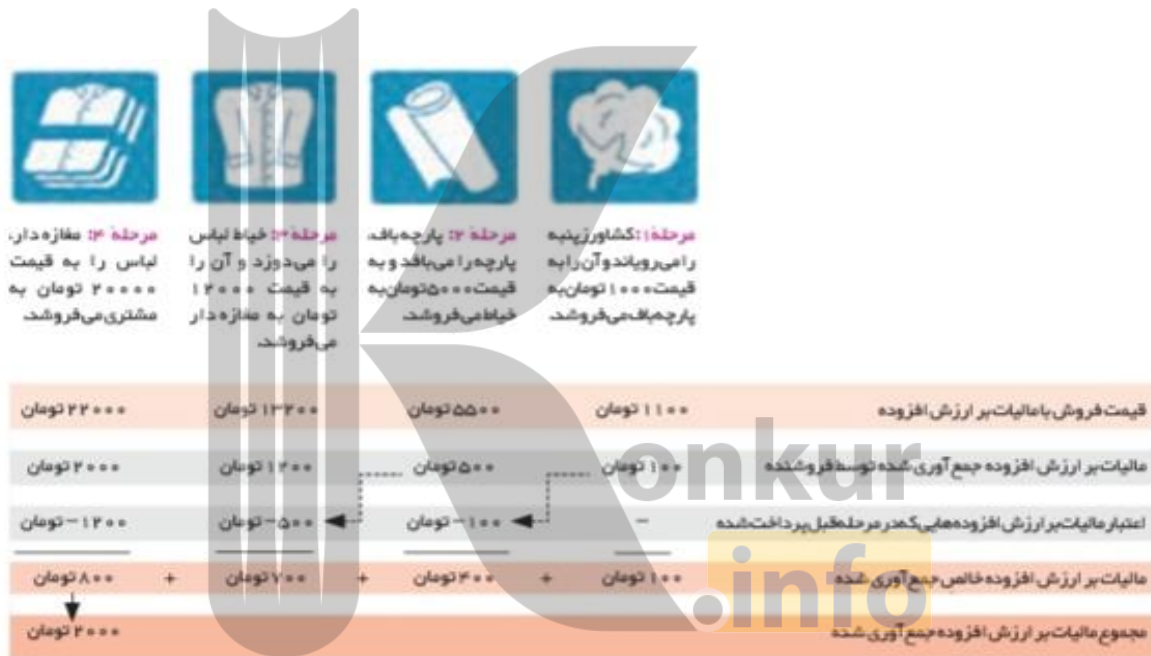 مرحلهٔ ۱: کشاورز پنبه
را می‌رویاند و آن را به
قیمت ۱۰۰۰ تومان به
پارچه‌باف می‌فروشد.
مرحلهٔ ۲: پارچه‌باف،
پارچه را می‌بافد و به
قیمت ۵۰۰۰ تومان به
خیاط می‌فروشد.
مرحلهٔ ۳: خیاط لباس
را می‌دوزد و آن را
به قیمت ۱۲۰۰۰
تومان به مغازه‌دار
می‌فروشد.
مرحلهٔ ۴: مغازه‌دار،
لباس را به قیمت
۲۰۰۰۰ تومان به
مشتری می‌فروشد.
قیمت فروش با مالیات بر ارزش افزوده ۱۱۰۰ تومان ۵۵۰۰ تومان ۱۳۲۰۰ تومان ۲۲۰۰۰ تومان
مالیات بر ارزش افزوده جمع‌آوری شده توسط فروشنده ۱۰۰ تومان ۵۰۰ تومان ۱۲۰۰ تومان ۲۰۰۰ تومان
اعتبار مالیات بر ارزش افزوده‌هایی که در مرحله قبل پرداخت شده – ۱۰۰– تومان ۵۰۰– تومان ۱۲۰۰– تومان
مالیات بر ارزش افزوده خالص جمع‌آوری شده ۱۰۰ تومان + ۴۰۰ تومان + ۷۰۰ تومان + ۸۰۰ تومان
مجموع مالیات بر ارزش افزوده جمع‌آوری شده ۲۰۰۰ تومان
onkur
.info